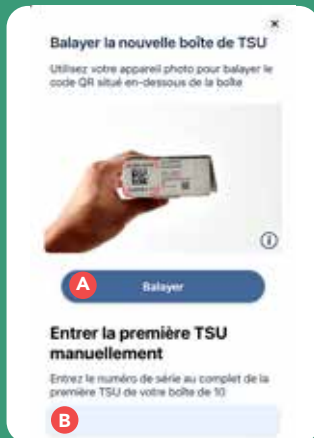 ×
Balayer la nouvelle boîte de TSU
Utilisez votre appareil photo pour balayer le
code QR situé en-dessous de la boîte
A
Balayer
Entrer la première TSU
manuellement
Entrez le numéro de série au complet de la
première TSU de votre boîte de 10
B